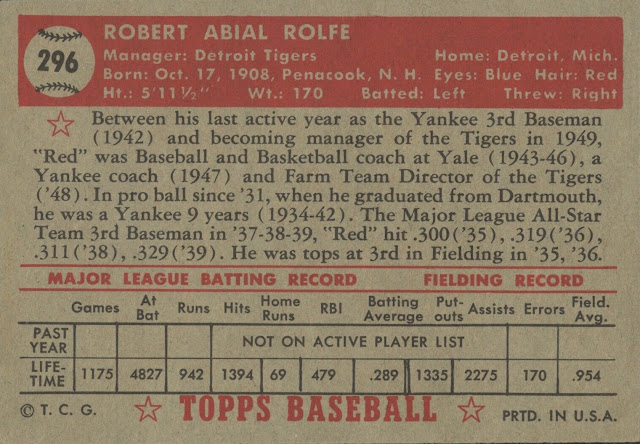 296
ROBERT ABIAL ROLFE
Manager: Detroit Tigers Home: Detroit, Mich.
Born: Oct. 17, 1908, Penacook, N. H. Eyes: Blue Hair: Red
Ht.: 5'11½" Wt.: 170 Batted: Left Threw: Right
Between his last active year as the Yankee 3rd Baseman
(1942) and becoming manager of the Tigers in 1949,
"Red" was Baseball and Basketball coach at Yale (1943-46), a
Yankee coach (1947) and Farm Team Director of the Tigers
('48). In pro ball since '31, when he graduated from Dartmouth,
he was a Yankee 9 years (1934-42). The Major League All-Star
Team 3rd Baseman in '37-38-39, "Red" hit .300 ('35), .319 ('36),
.311 ('38), .329 ('39). He was tops at 3rd in Fielding in '35, '36.
MAJOR LEAGUE BATTING RECORD FIELDING RECORD
Games At Bat Runs Hits Home Runs RBI Batting Average Put-outs Assists Errors Field. Avg.
PAST YEAR NOT ON ACTIVE PLAYER LIST
LIFE-TIME 1175 4827 942 1394 69 479 .289 1335 2275 170 .954
© T. C. G. TOPPS BASEBALL PRTD. IN U.S.A.